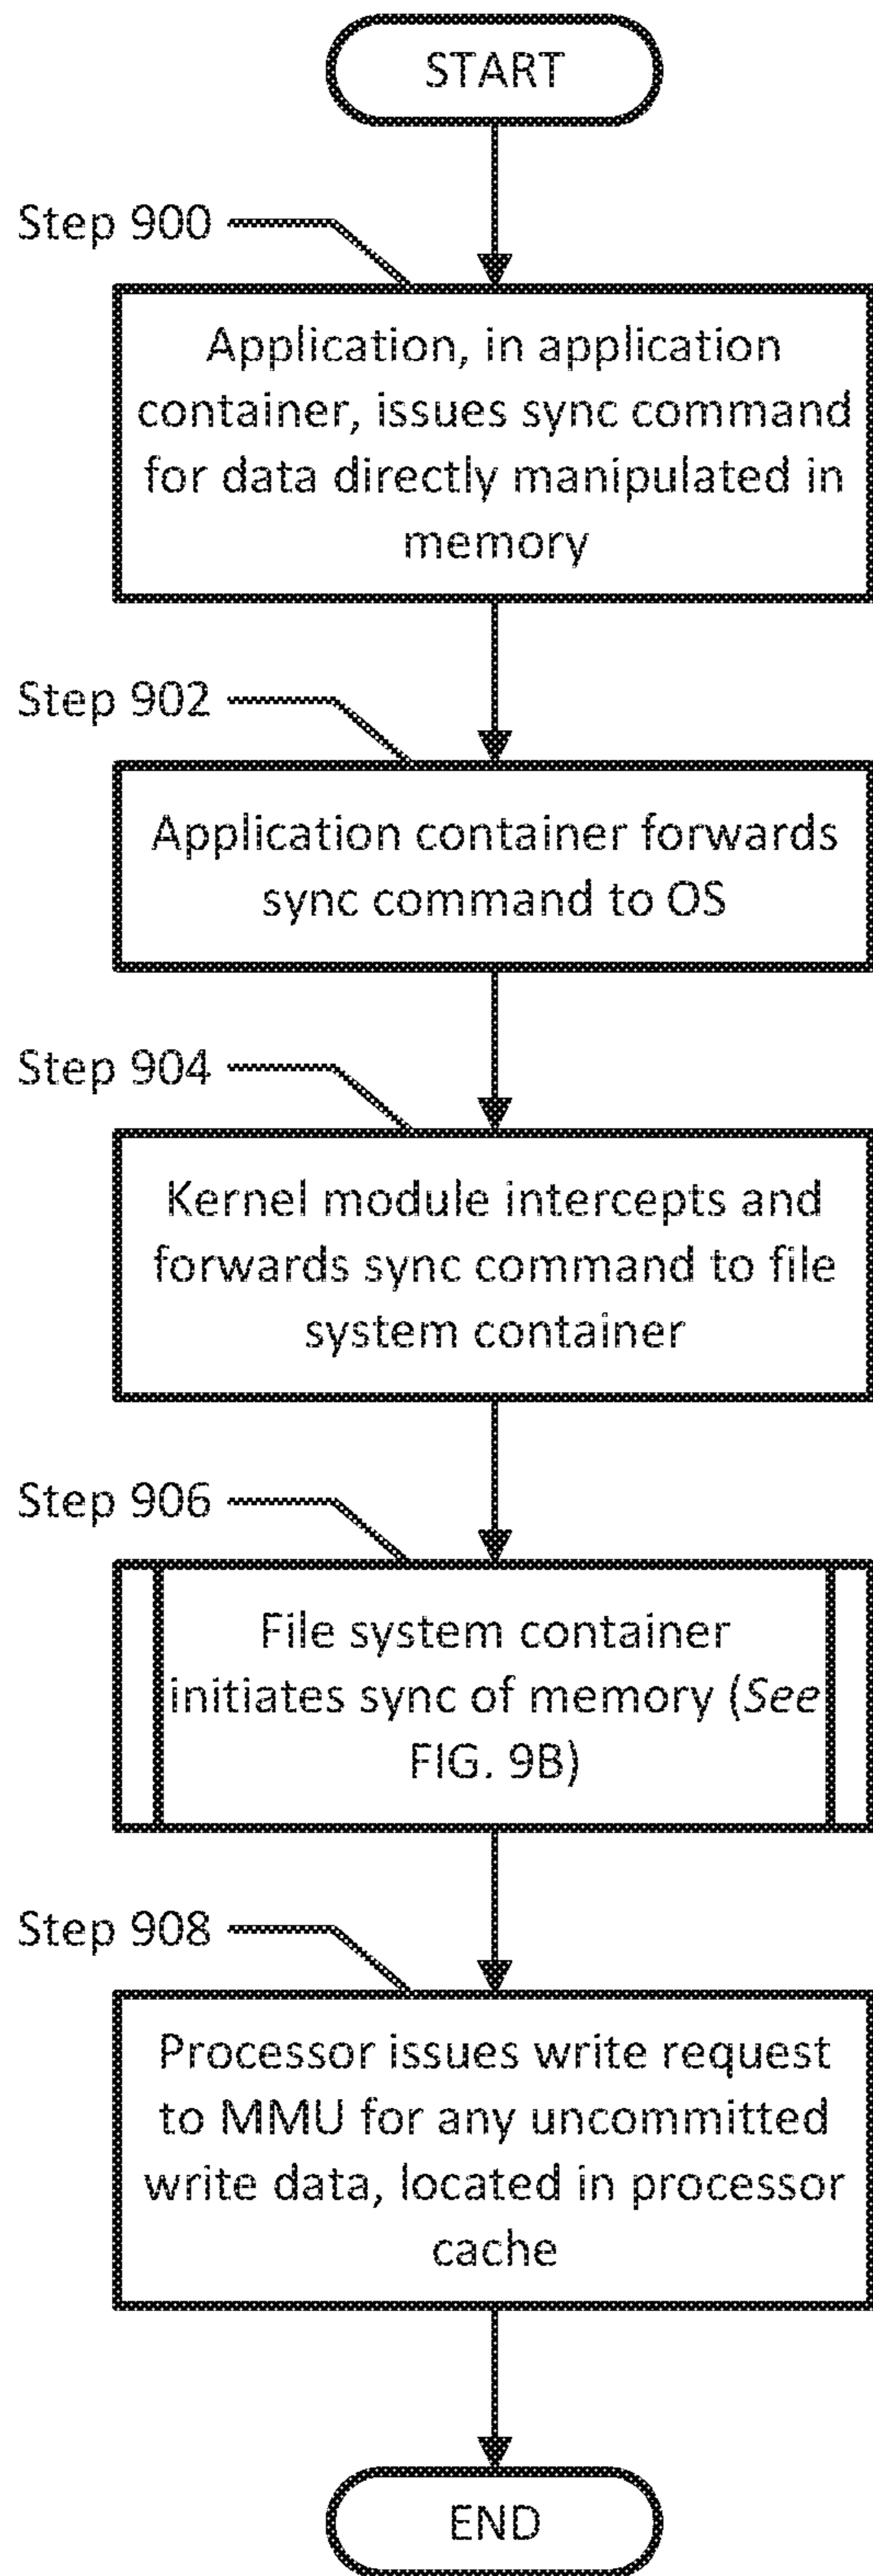 START
Step 900
Application, in application
container, issues sync command
for data directly manipulated in
memory
Step 902
Application container forwards
sync command to OS
Step 904
Kernel module intercepts and
forwards sync command to file
system container
Step 906
File system container
initiates sync of memory (See
FIG. 9B)
Step 908
Processor issues write request
to MMU for any uncommitted
write data, located in processor
cache
END